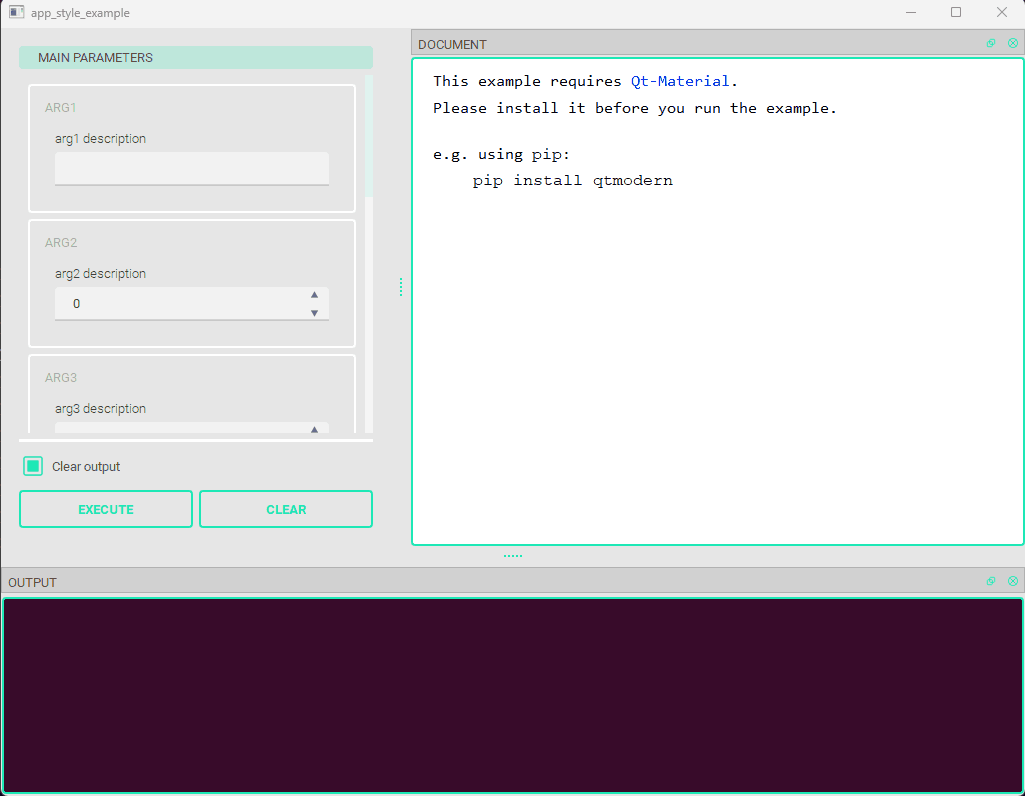 app_style_example
MAIN PARAMETERS
ARG1
arg1 description
ARG2
arg2 description
0
ARG3
arg3 description
Clear output
EXECUTE
CLEAR
DOCUMENT
This example requires Qt-Material.
Please install it before you run the example.
e.g. using pip:
pip install qtmodern
OUTPUT